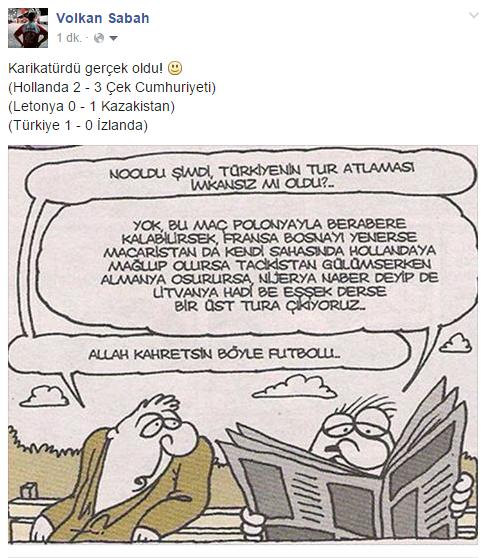 Volkan Sabah
1 dk. ·
Karikatürdü gerçek oldu!
(Hollanda 2 - 3 Çek Cumhuriyeti)
(Letonya 0 - 1 Kazakistan)
(Türkiye 1 - 0 İzlanda)
NOOLDU ŞİMDİ, TÜRKİYENİN TUR ATLAMASI
IMKANSIZ MI OLDU?..
YOK, BU MAÇ POLONYAYLA BERABERE
KALABİLİRSEK, FRANSA BOSNAYI YENERSE
MACARİSTAN DA KENDİ SAHASINDA HOLLANDAYA
MAĞLUP OLURSA TACİKİSTAN GÜLÜMSERKEN
ALMANYA OSURURSA, NİJERYA NABER DEYİP DE
LİTVANYA HADİ BE EŞŞEK DERSE
BİR ÜST TURA ÇIKIYORUZ..
ALLAH KAHRETSİN BÖYLE FUTBOLU..